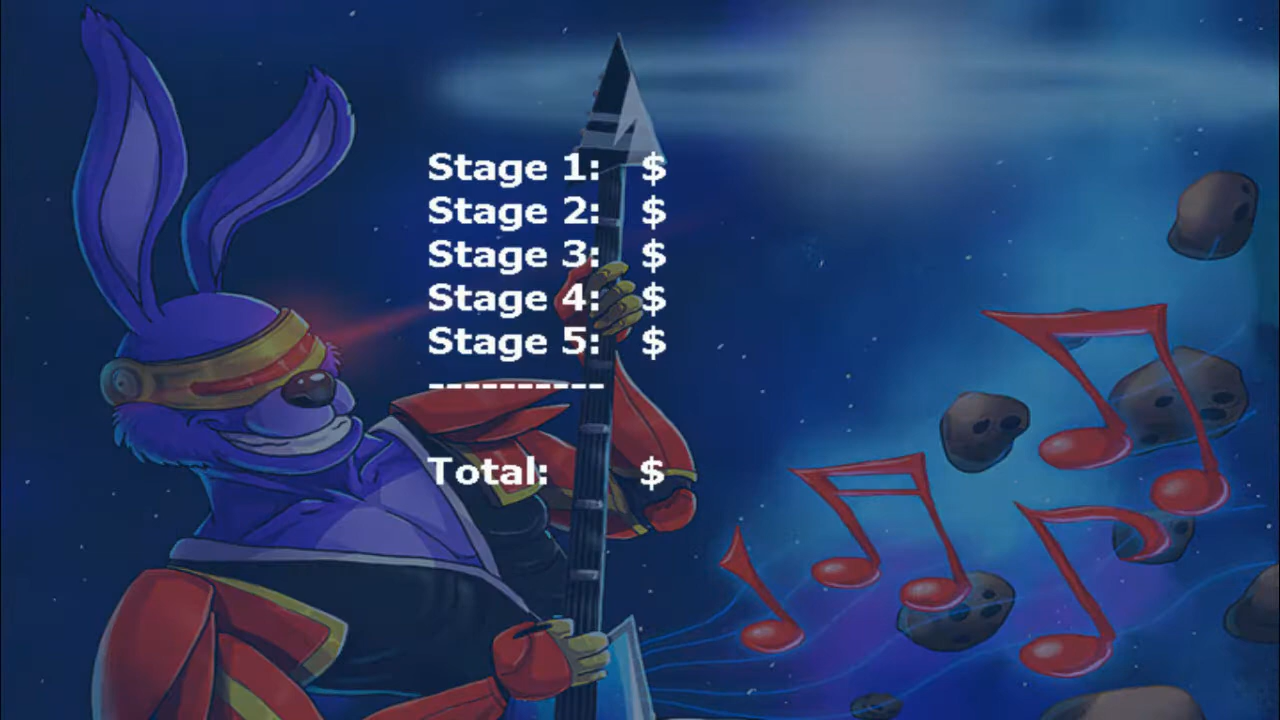 Stage 1: $
Stage 2: $
Stage 3: $
Stage 4: $
Stage 5: $
----------
Total: $